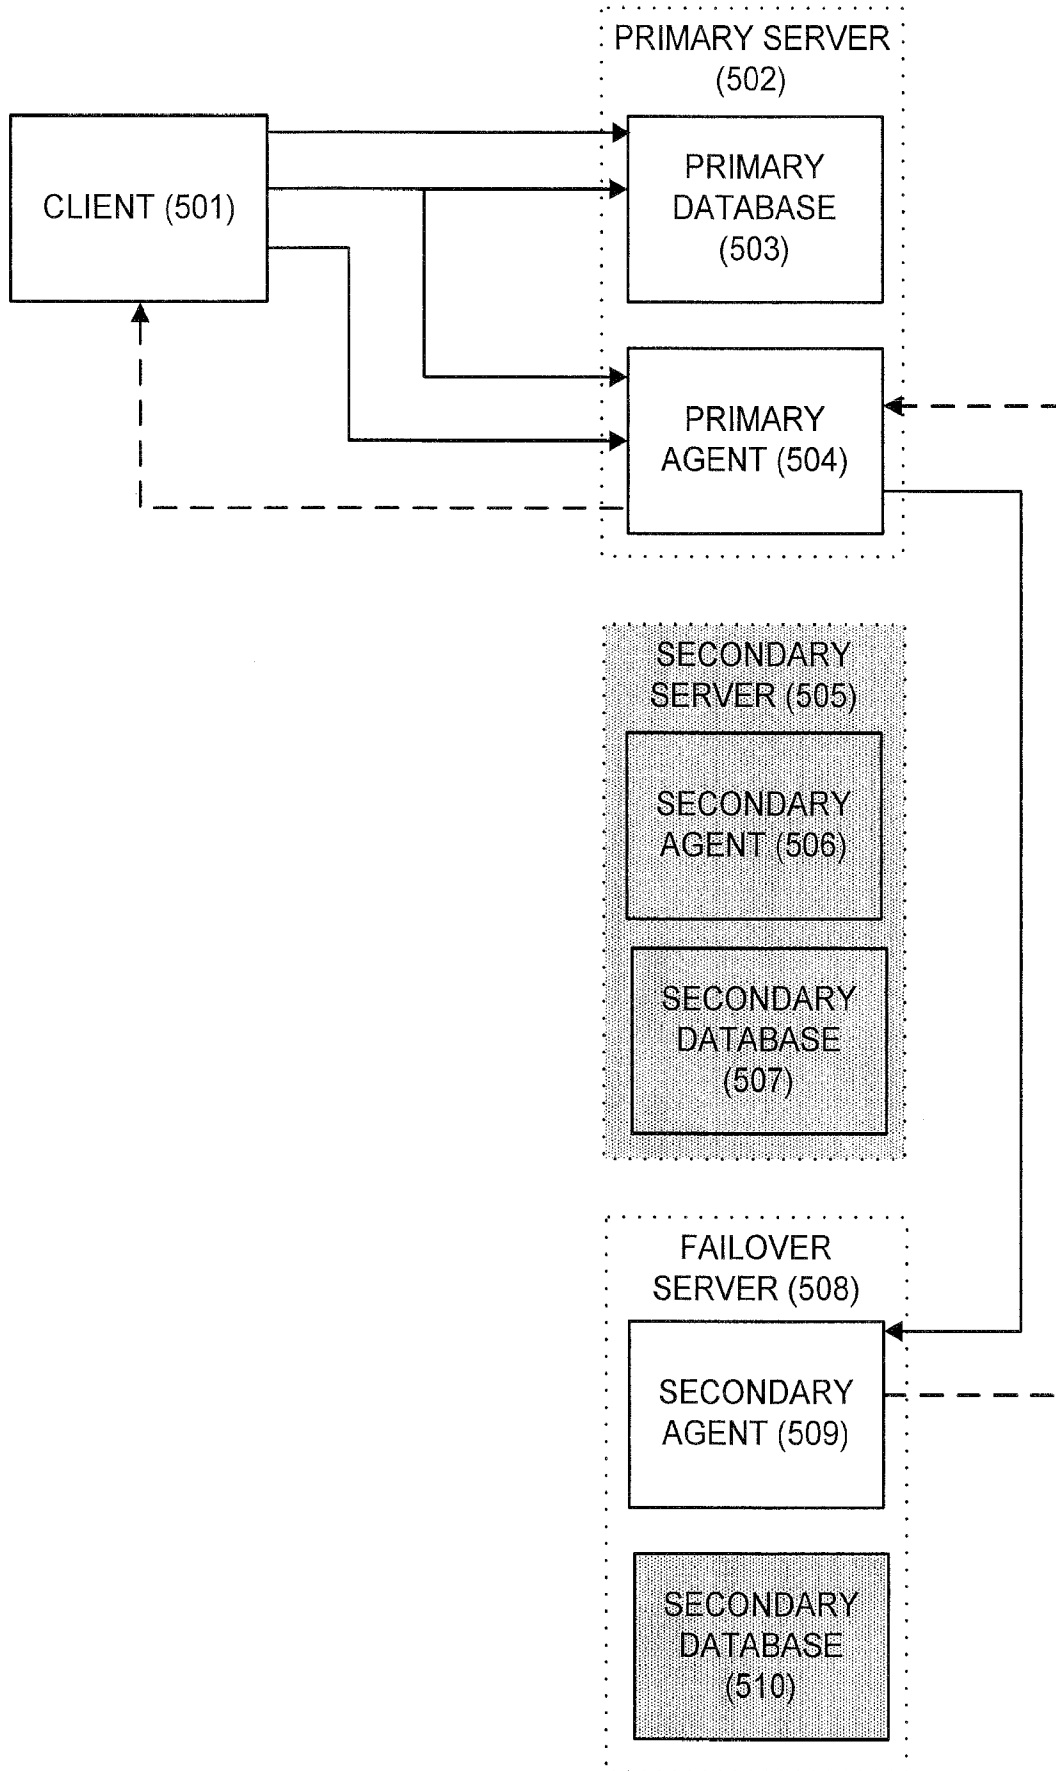 PRIMARY SERVER
(502)
CLIENT (501)
PRIMARY
DATABASE
(503)
PRIMARY
AGENT (504)
SECONDARY
SERVER (505)
SECONDARY
AGENT (506)
SECONDARY
DATABASE
(507)
FAILOVER
SERVER (508)
SECONDARY
AGENT (509)
SECONDARY
DATABASE
(510)